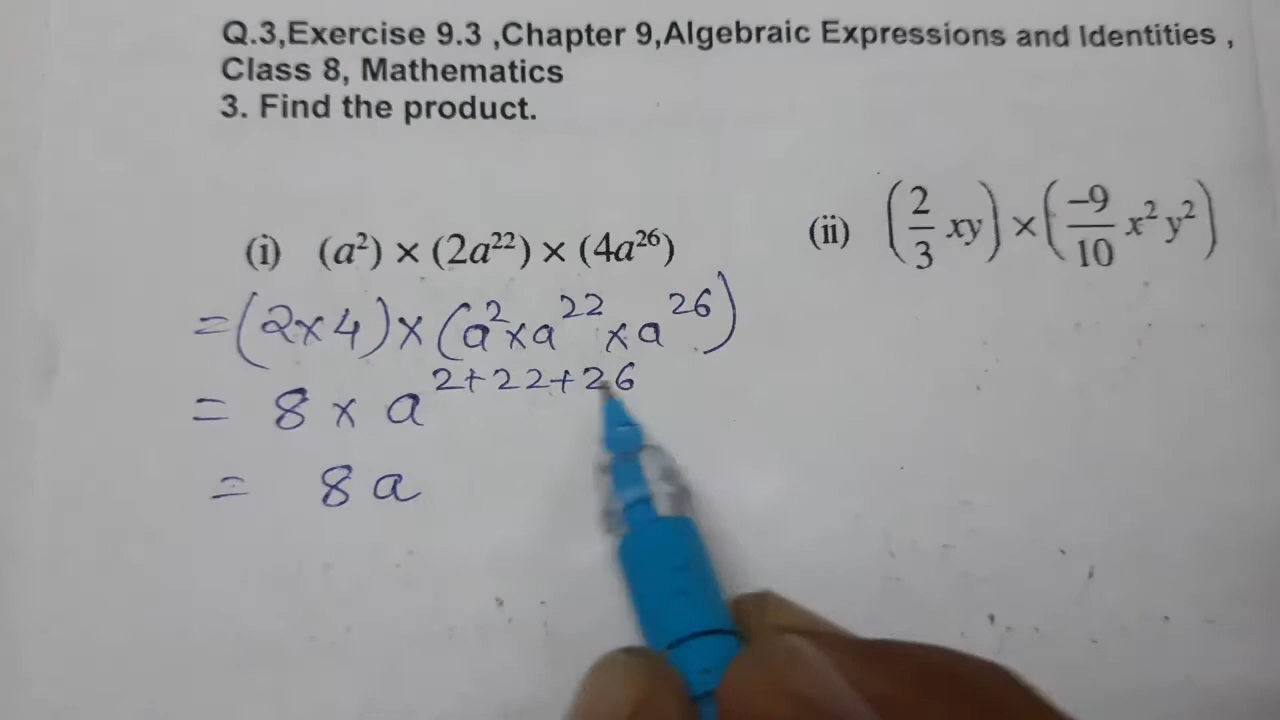 Q.3,Exercise 9.3 ,Chapter 9,Algebraic Expressions and Identities ,
Class 8, Mathematics
3. Find the product.
(i) (a²) × (2a²²) × (4a²⁶)
(ii) (2/3 xy) × (-9/10 x²y²)
= (2×4) × (a² × a²² × a²⁶)
= 8 × a²⁺²²⁺²⁶
= 8a